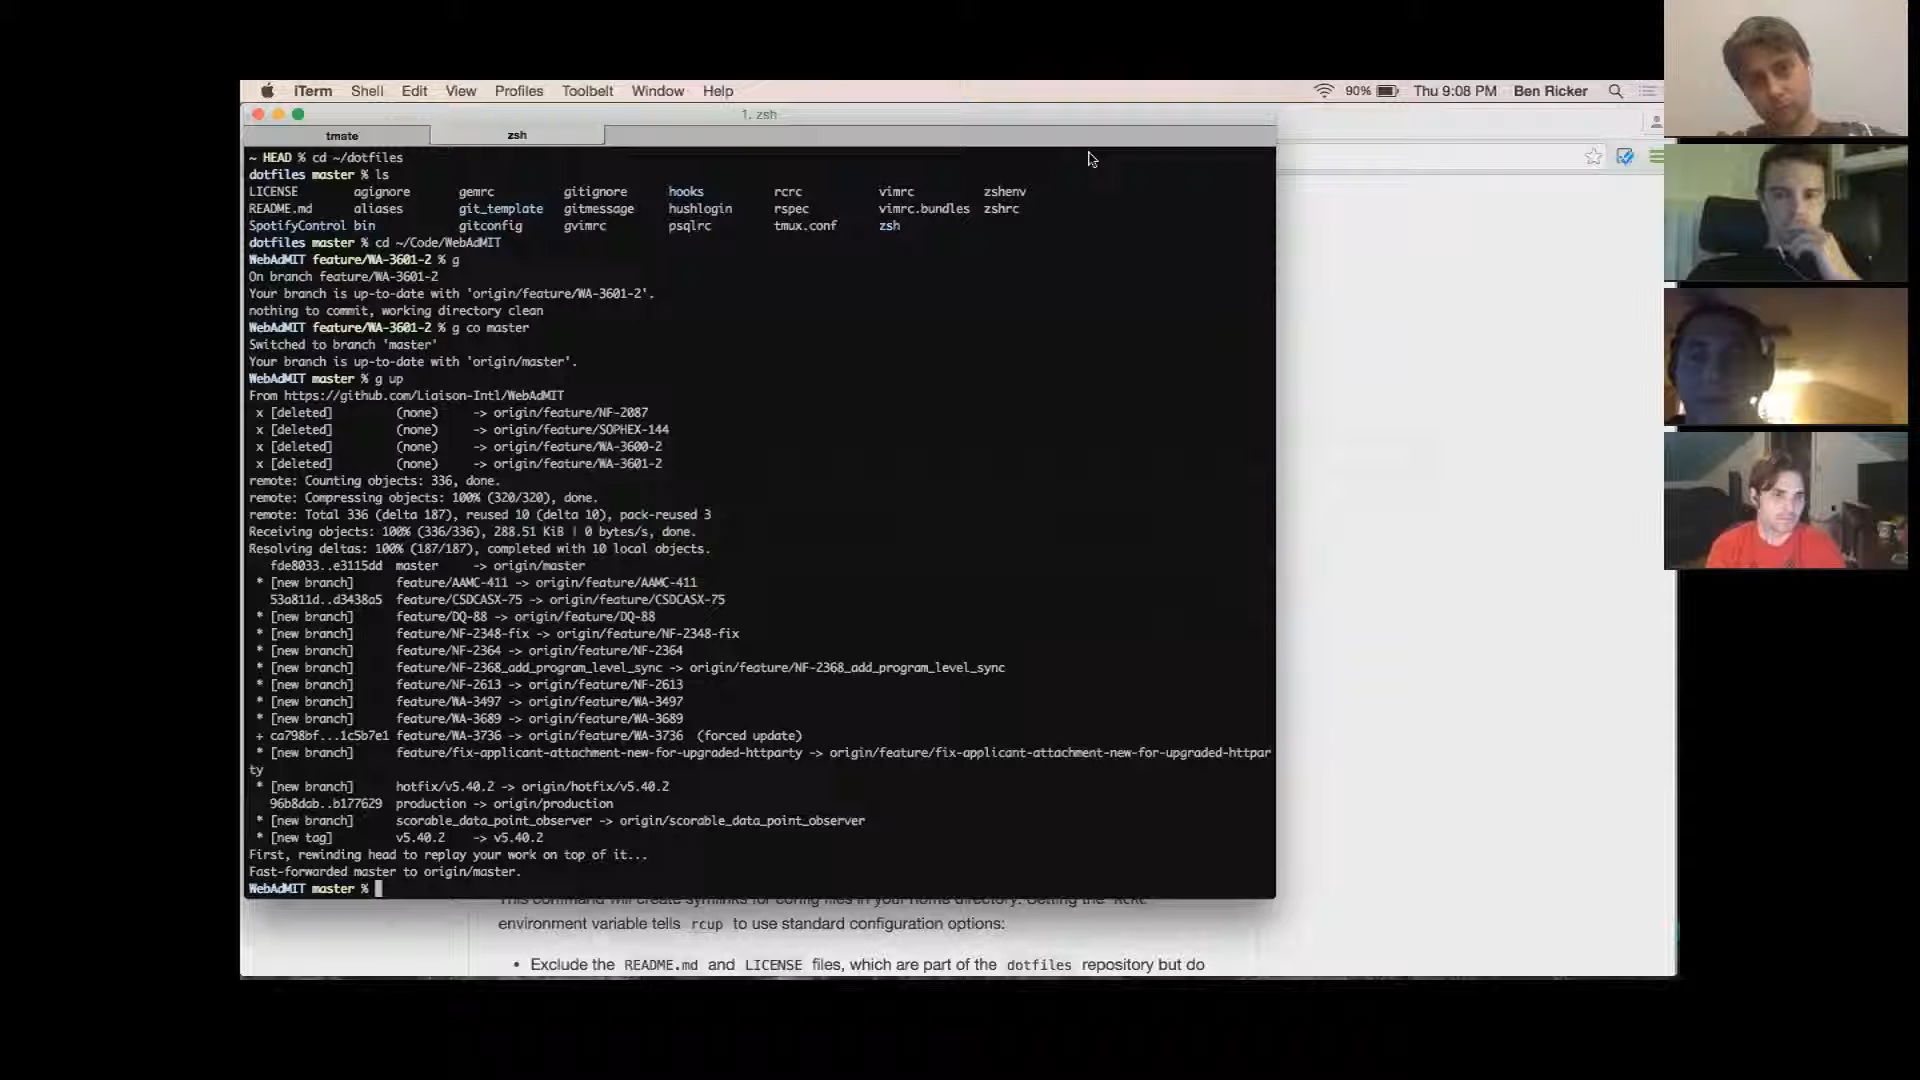 iTerm Shell Edit View Profiles Toolbelt Window Help 90% Thu 9:08 PM Ben Ricker
1. zsh
tmate zsh
~ HEAD % cd ~/dotfiles
dotfiles master % ls
LICENSE agignore gemrc gitignore hooks rcrc vimrc zshenv
README.md aliases git_template gitmessage hushlogin rspec vimrc.bundles zshrc
SpotifyControl bin gitconfig gvimrc psqlrc tmux.conf zsh
dotfiles master % cd ~/Code/WebAdMIT
WebAdMIT feature/WA-3601-2 % g
On branch feature/WA-3601-2
Your branch is up-to-date with 'origin/feature/WA-3601-2'.
nothing to commit, working directory clean
WebAdMIT feature/WA-3601-2 % g co master
Switched to branch 'master'
Your branch is up-to-date with 'origin/master'.
WebAdMIT master % g up
From https://github.com/Liaison-Intl/WebAdMIT
x [deleted] (none) -> origin/feature/NF-2087
x [deleted] (none) -> origin/feature/SOPHEX-144
x [deleted] (none) -> origin/feature/WA-3600-2
x [deleted] (none) -> origin/feature/WA-3601-2
remote: Counting objects: 336, done.
remote: Compressing objects: 100% (320/320), done.
remote: Total 336 (delta 187), reused 10 (delta 10), pack-reused 3
Receiving objects: 100% (336/336), 288.51 KiB | 0 bytes/s, done.
Resolving deltas: 100% (187/187), completed with 10 local objects.
fde8033..e3115dd master -> origin/master
* [new branch] feature/AAMC-411 -> origin/feature/AAMC-411
53a811d..d3438a5 feature/CSDCASX-75 -> origin/feature/CSDCASX-75
* [new branch] feature/DQ-88 -> origin/feature/DQ-88
* [new branch] feature/NF-2348-fix -> origin/feature/NF-2348-fix
* [new branch] feature/NF-2364 -> origin/feature/NF-2364
* [new branch] feature/NF-2368_add_program_level_sync -> origin/feature/NF-2368_add_program_level_sync
* [new branch] feature/NF-2613 -> origin/feature/NF-2613
* [new branch] feature/WA-3497 -> origin/feature/WA-3497
* [new branch] feature/WA-3689 -> origin/feature/WA-3689
+ ca798bf...1c5b7e1 feature/WA-3736 -> origin/feature/WA-3736 (forced update)
* [new branch] feature/fix-applicant-attachment-new-for-upgraded-httparty -> origin/feature/fix-applicant-attachment-new-for-upgraded-httpar
ty
* [new branch] hotfix/v5.40.2 -> origin/hotfix/v5.40.2
96b8dab..b177629 production -> origin/production
* [new branch] scorable_data_point_observer -> origin/scorable_data_point_observer
* [new tag] v5.40.2 -> v5.40.2
First, rewinding head to replay your work on top of it...
Fast-forwarded master to origin/master.
WebAdMIT master %
This command will create symlinks for config files in your home directory. Setting the
environment variable tells rcup to use standard configuration options:
• Exclude the README.md and LICENSE files, which are part of the dotfiles repository but do